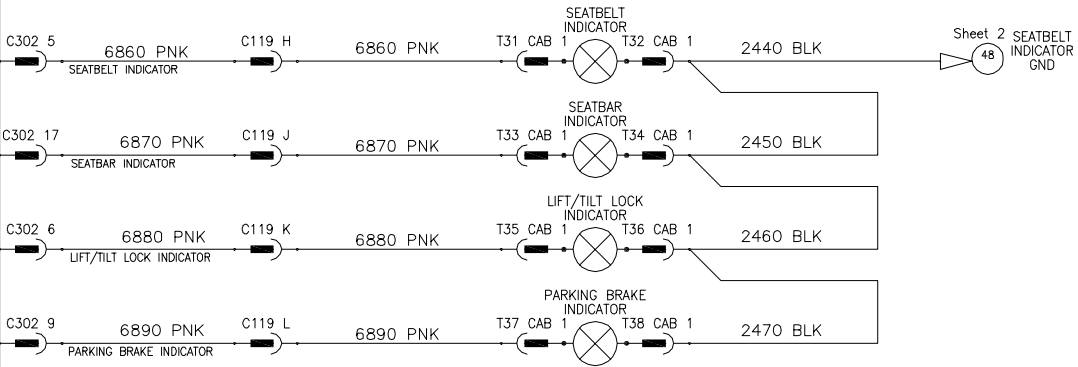 SEATBELT
INDICATOR
C302 5
6860 PNK
C119 H
6860 PNK
T31 CAB 1
T32 CAB 1
2440 BLK
Sheet 2
48
SEATBELT
INDICATOR
GND
SEATBELT INDICATOR
SEATBAR
INDICATOR
C302 17
6870 PNK
C119 J
6870 PNK
T33 CAB 1
T34 CAB 1
2450 BLK
SEATBAR INDICATOR
LIFT/TILT LOCK
INDICATOR
C302 6
6880 PNK
C119 K
6880 PNK
T35 CAB 1
T36 CAB 1
2460 BLK
LIFT/TILT LOCK INDICATOR
PARKING BRAKE
INDICATOR
C302 9
6890 PNK
C119 L
6890 PNK
T37 CAB 1
T38 CAB 1
2470 BLK
PARKING BRAKE INDICATOR